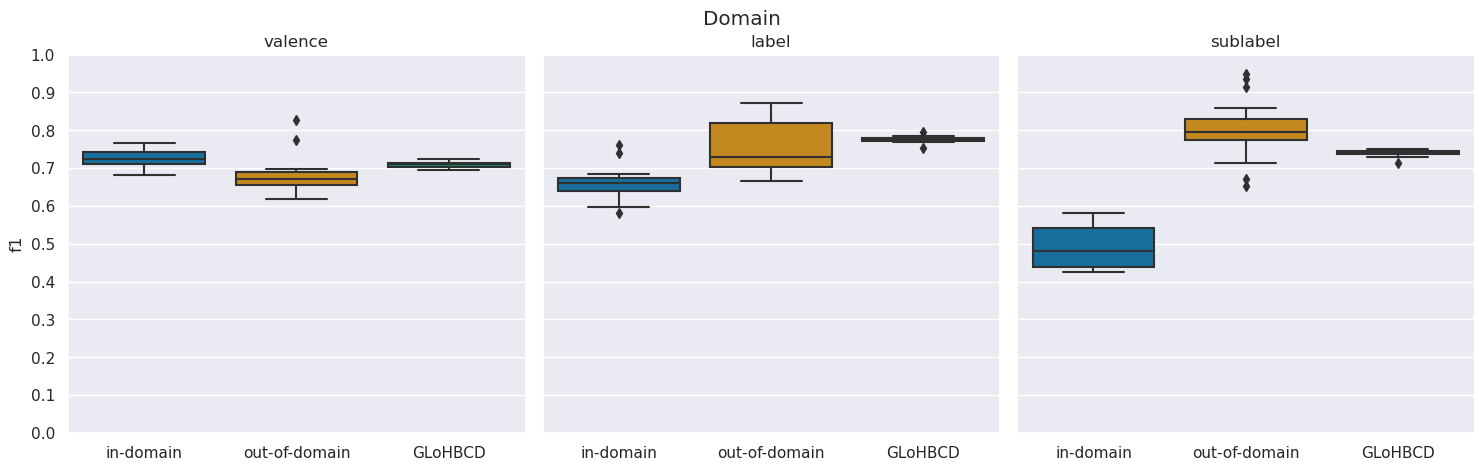 Domain
valence label sublabel
1.0
0.9
0.8
0.7
0.6
0.5
0.4
0.3
0.2
0.1
0.0
f1
in-domain out-of-domain GLoHBCD in-domain out-of-domain GLoHBCD in-domain out-of-domain GLoHBCD